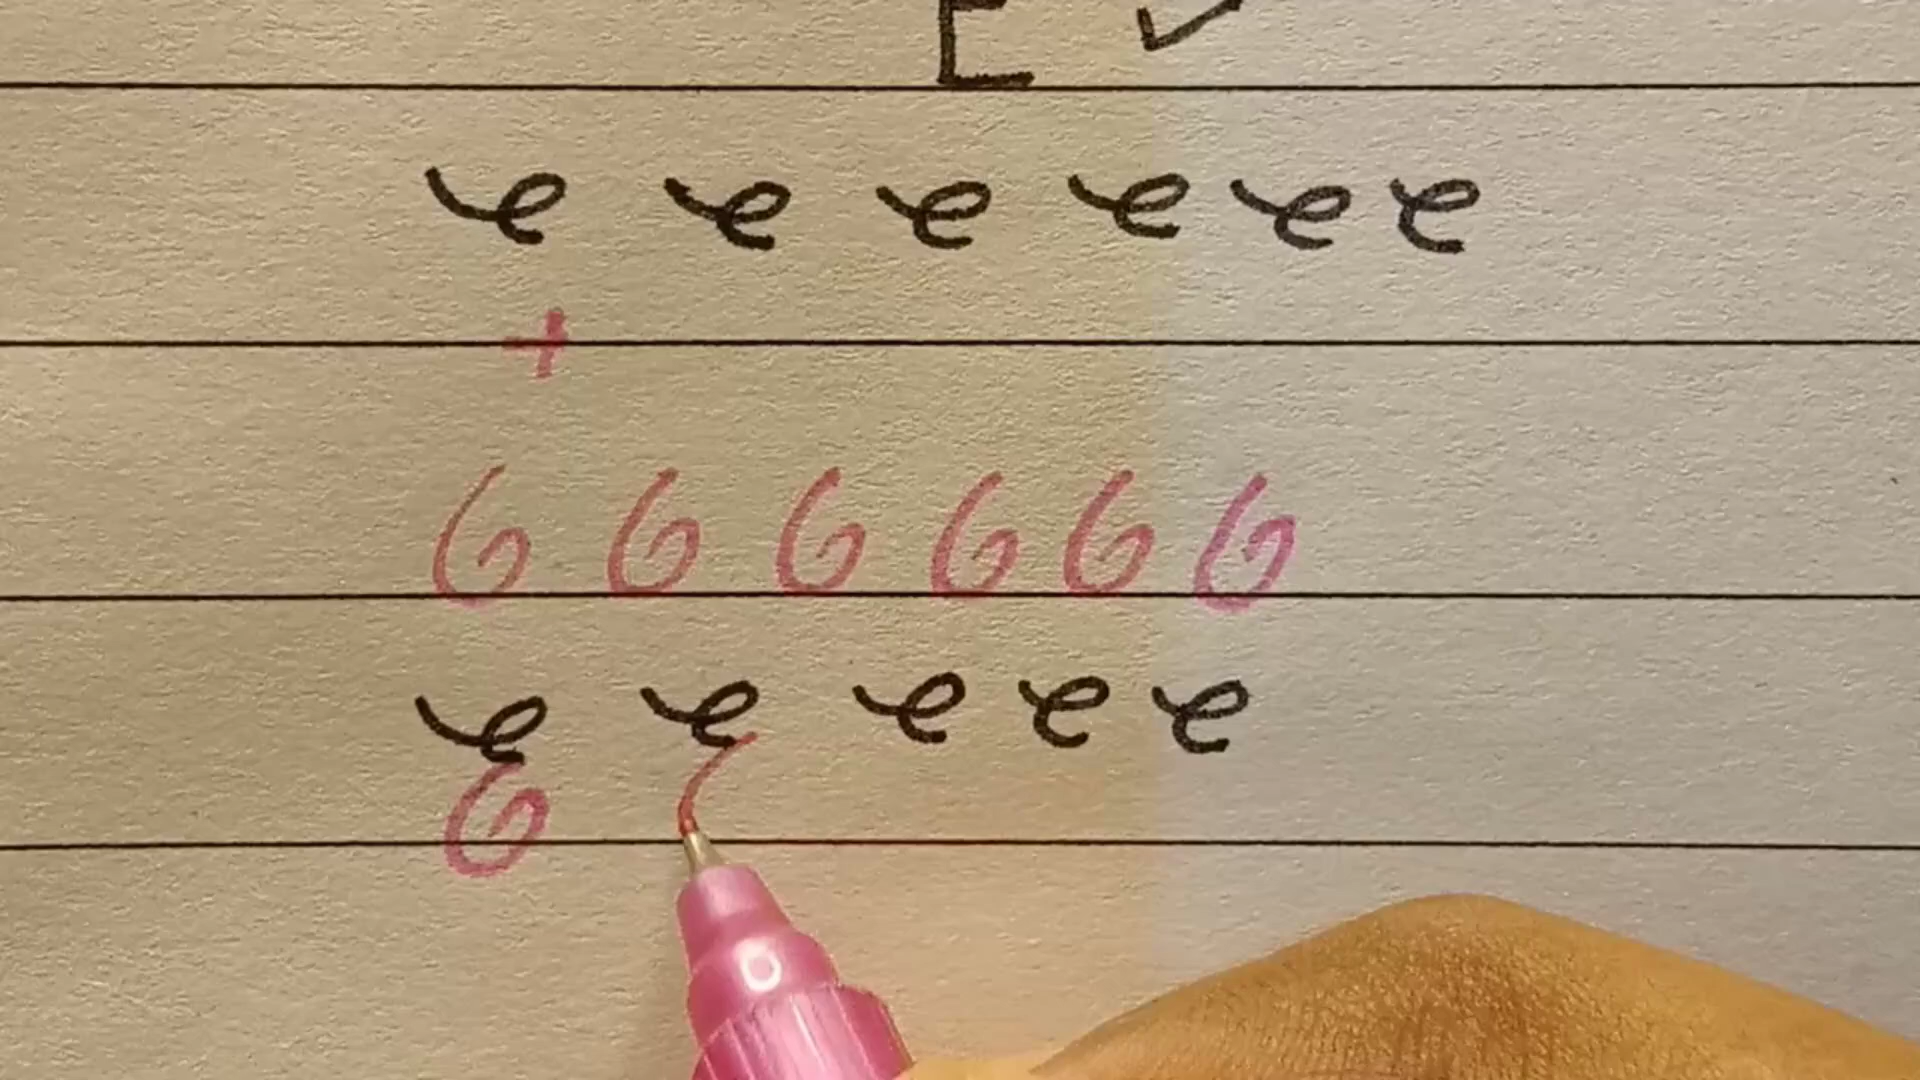 E ✓
e e e e e e
+
6 6 6 6 6 6
e e e e e
6